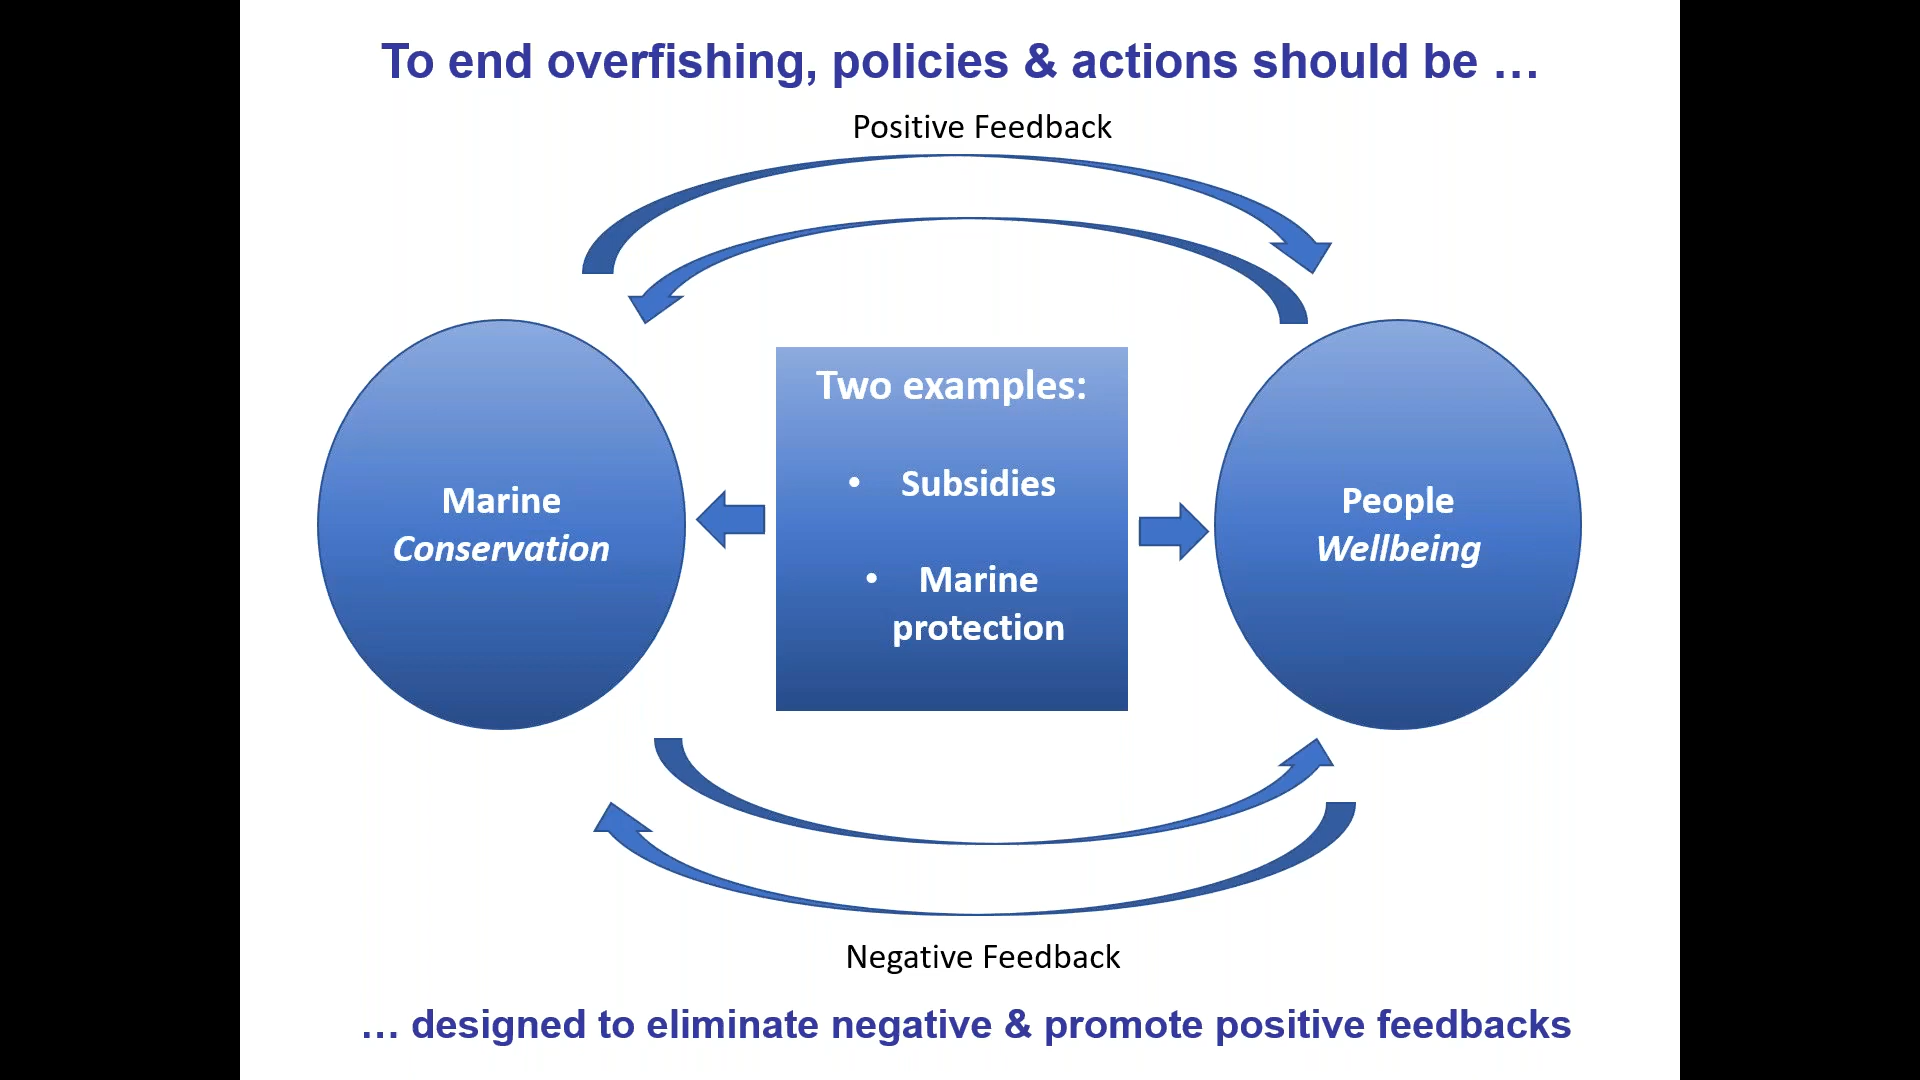 To end overfishing, policies & actions should be …
Positive Feedback
Two examples:
• Subsidies
• Marine
protection
Marine
Conservation
People
Wellbeing
Negative Feedback
… designed to eliminate negative & promote positive feedbacks